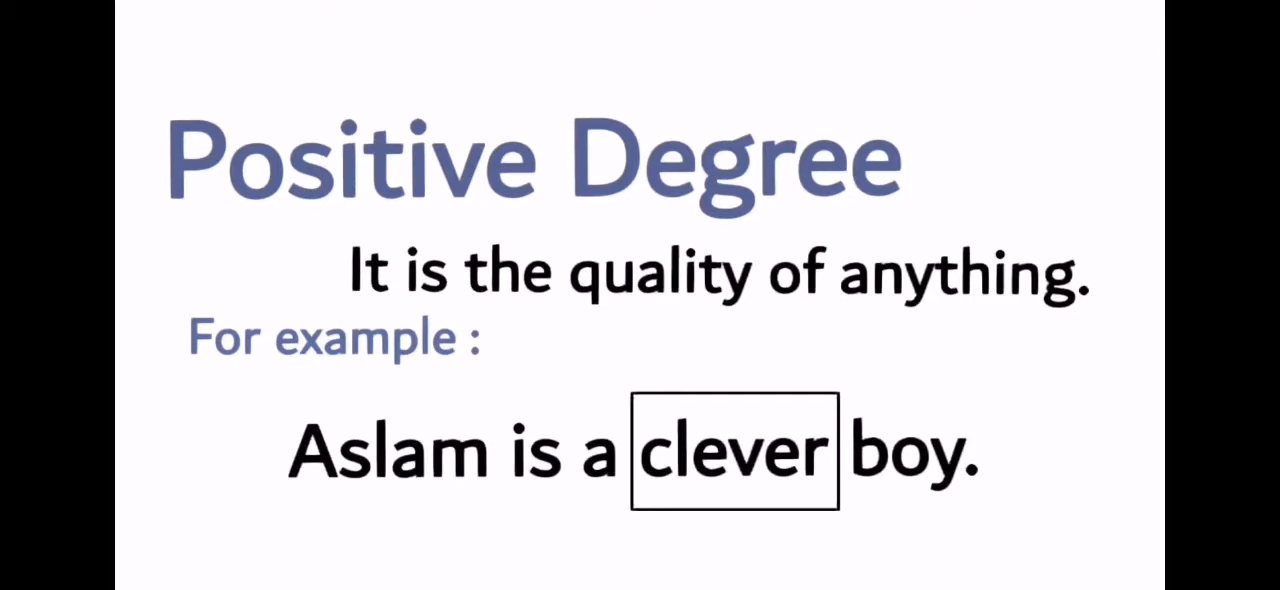 Positive Degree
It is the quality of anything.
For example :
Aslam is a clever boy.